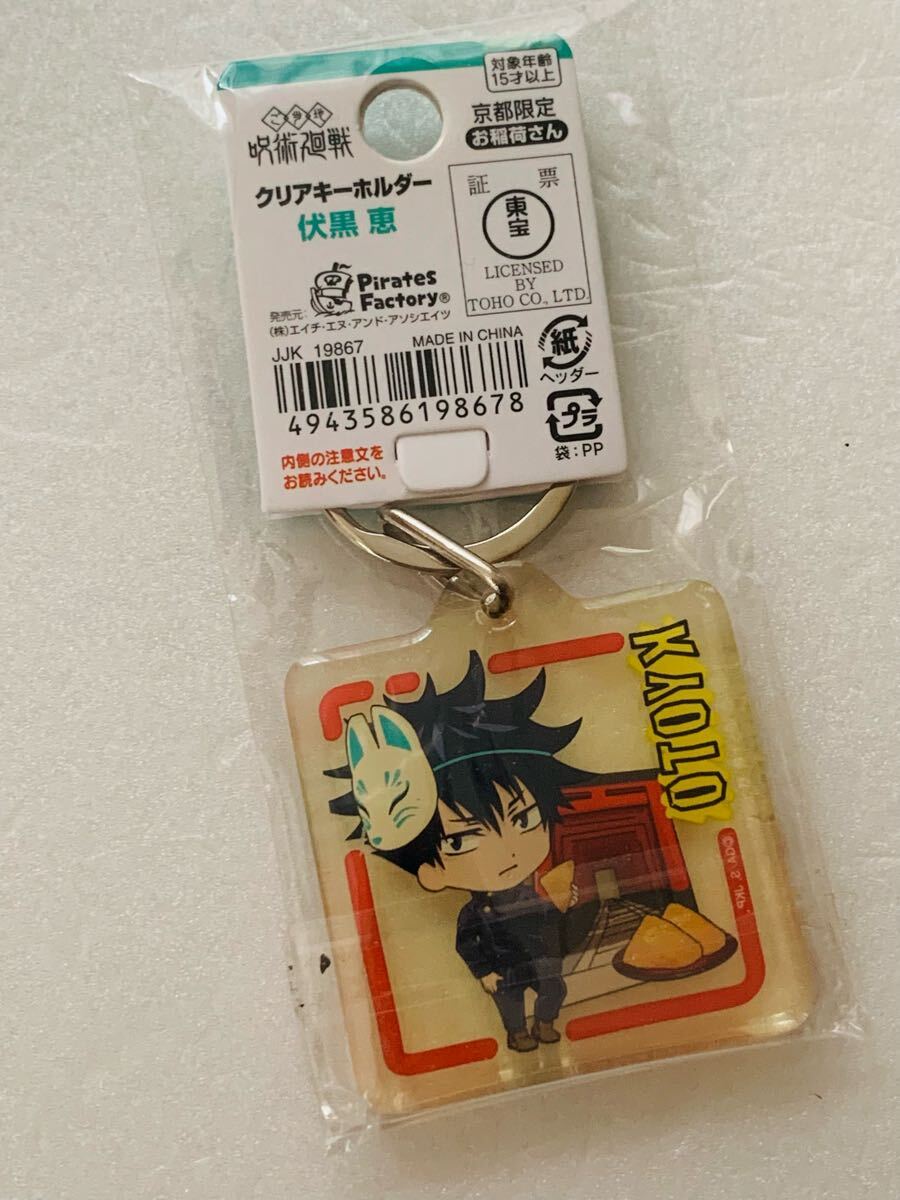 対象年齢
15才以上
ご当地
呪術廻戦
京都限定
お稲荷さん
クリアキーホルダー
伏黒 恵
証 票
東宝
LICENSED
BY
TOHO CO., LTD.
Pirates
Factory®
発売元:
(株)エイチ・エヌ・アンド・アソシエイツ
JJK 19867
MADE IN CHINA
4943586198678
紙
ヘッダー
プラ
袋:PP
内側の注意文を
お読みください。
KYOTO